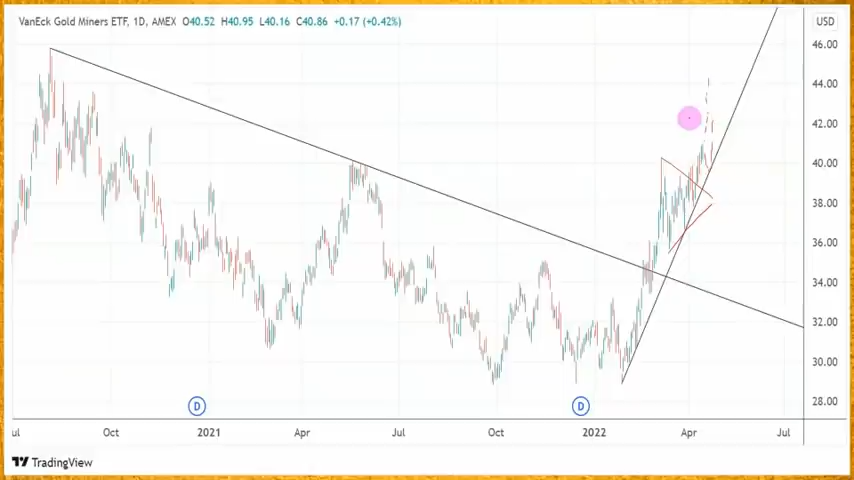 VanEck Gold Miners ETF, 1D, AMEX O40.52 H40.95 L40.16 C40.86 +0.17 (+0.42%)
USD
46.00
44.00
42.00
40.00
38.00
36.00
34.00
32.00
30.00
28.00
D D
ul Oct 2021 Apr Jul Oct 2022 Apr Jul
TradingView